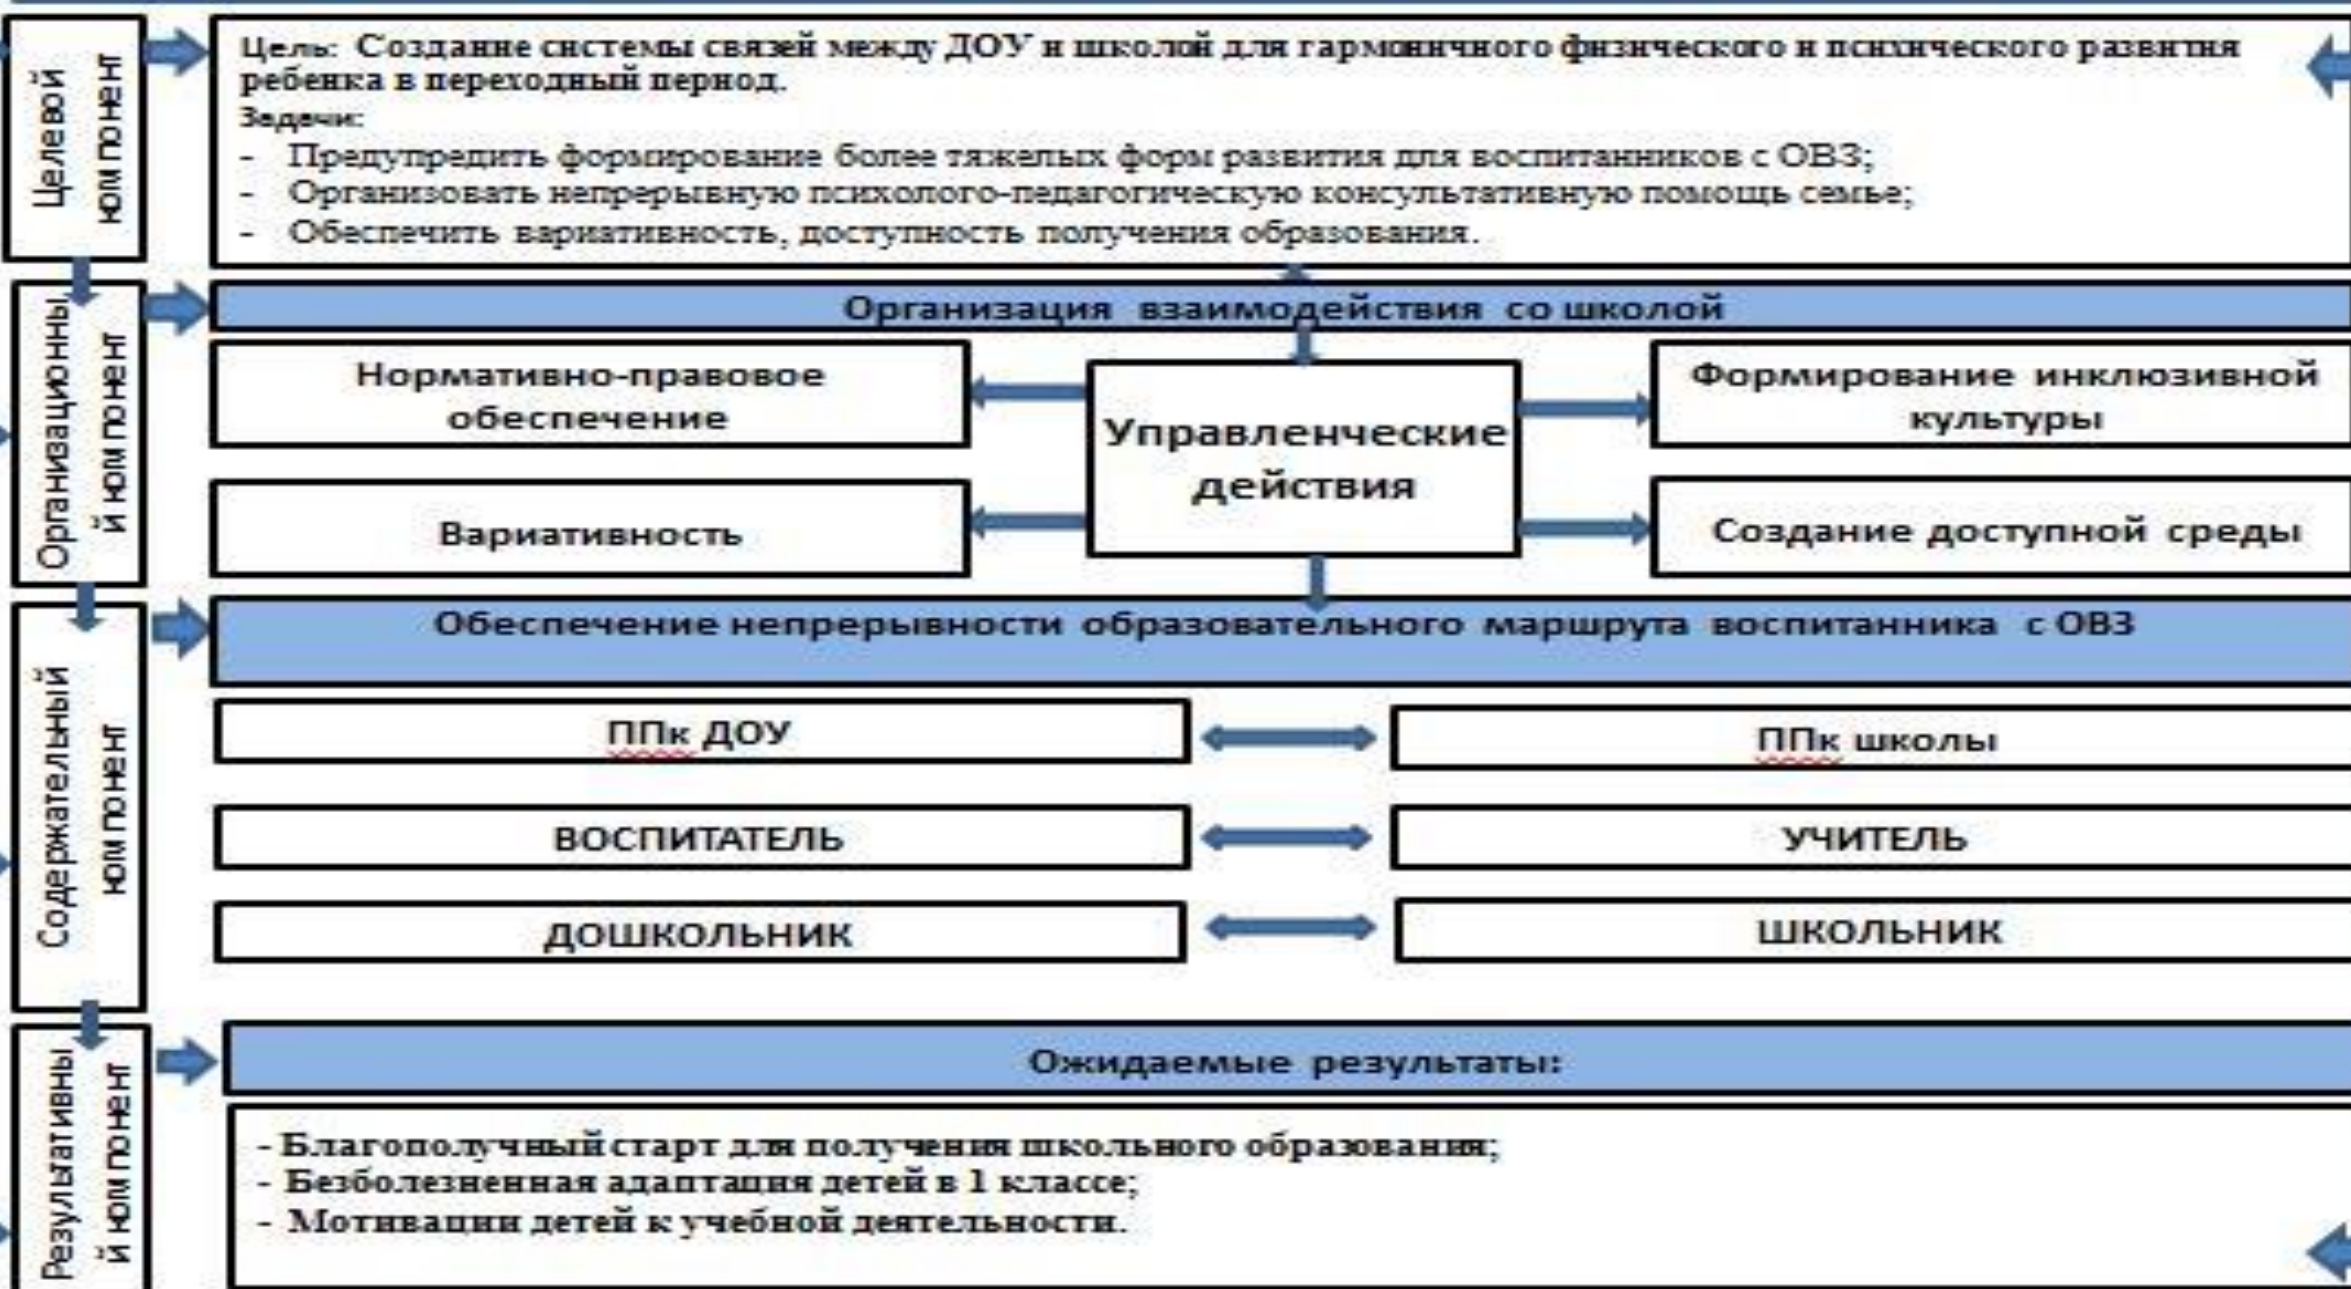 Целевой
компонент
Цель: Создание системы связей между ДОУ и школой для гармоничного физического и психического развития
ребенка в переходный период.
Задачи:
- Предупредить формирование более тяжелых форм развития для воспитанников с ОВЗ;
- Организовать непрерывную психолого-педагогическую консультативную помощь семье;
- Обеспечить вариативность, доступность получения образования.
Организационны
й компонент
Организация взаимодействия со школой
Нормативно-правовое
обеспечение
Управленческие
действия
Формирование инклюзивной
культуры
Вариативность
Создание доступной среды
Содержательный
компонент
Обеспечение непрерывности образовательного маршрута воспитанника с ОВЗ
ППк ДОУ
ППк школы
ВОСПИТАТЕЛЬ
УЧИТЕЛЬ
ДОШКОЛЬНИК
ШКОЛЬНИК
Результативны
й компонент
Ожидаемые результаты:
- Благополучный старт для получения школьного образования;
- Безболезненная адаптация детей в 1 классе;
- Мотивации детей к учебной деятельности.